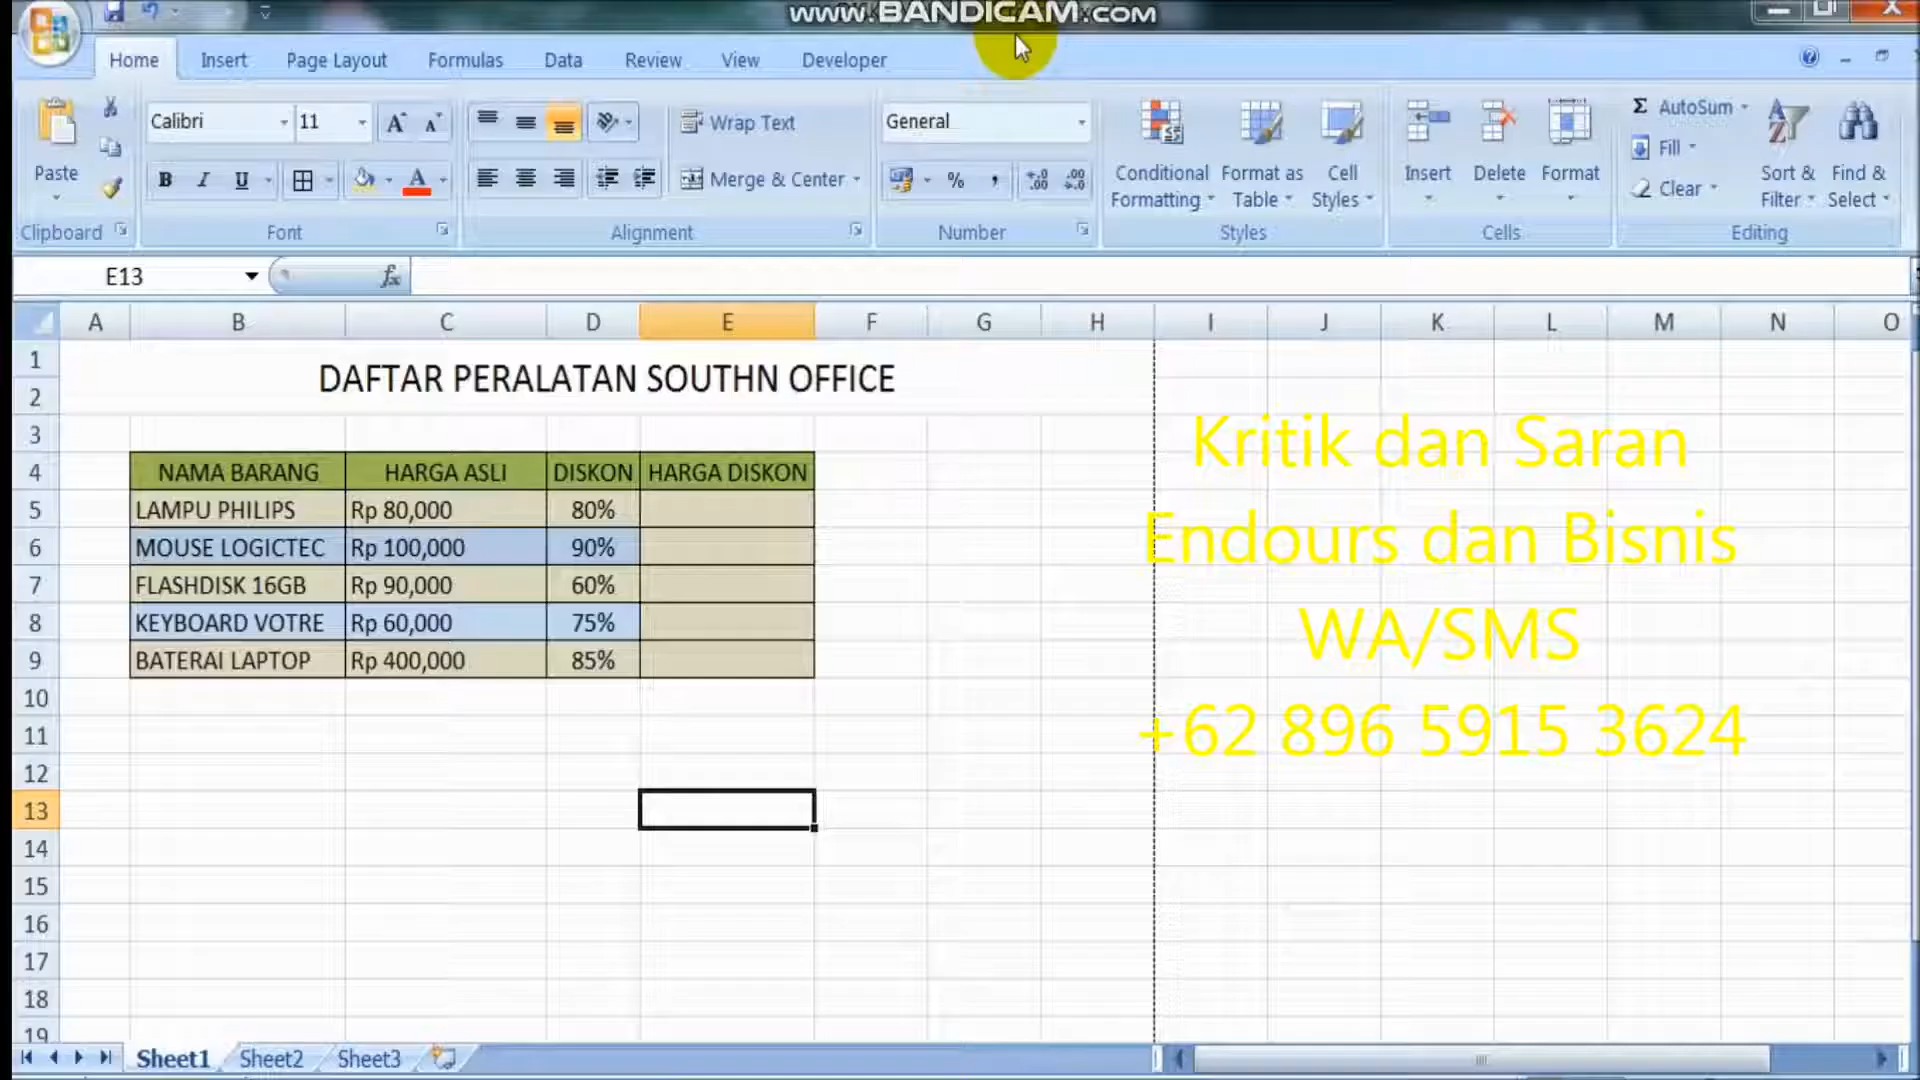 www.BANDICAM.com
Home Insert Page Layout Formulas Data Review View Developer
Calibri 11 Wrap Text General AutoSum
Paste Fill
B I U Merge & Center % , Conditional Formatting Format as Table Cell Styles Insert Delete Format Clear Sort & Filter Find & Select
Clipboard Font Alignment Number Styles Cells Editing
E13 fx
A B C D E F G H I J K L M N O
1
DAFTAR PERALATAN SOUTHN OFFICE
2
3
4 NAMA BARANG HARGA ASLI DISKON HARGA DISKON
5 LAMPU PHILIPS Rp 80,000 80%
6 MOUSE LOGICTEC Rp 100,000 90%
7 FLASHDISK 16GB Rp 90,000 60%
8 KEYBOARD VOTRE Rp 60,000 75%
9 BATERAI LAPTOP Rp 400,000 85%
10
11
12
13
14
15
16
17
18
19
Kritik dan Saran
Endours dan Bisnis
WA/SMS
+62 896 5915 3624
Sheet1 Sheet2 Sheet3